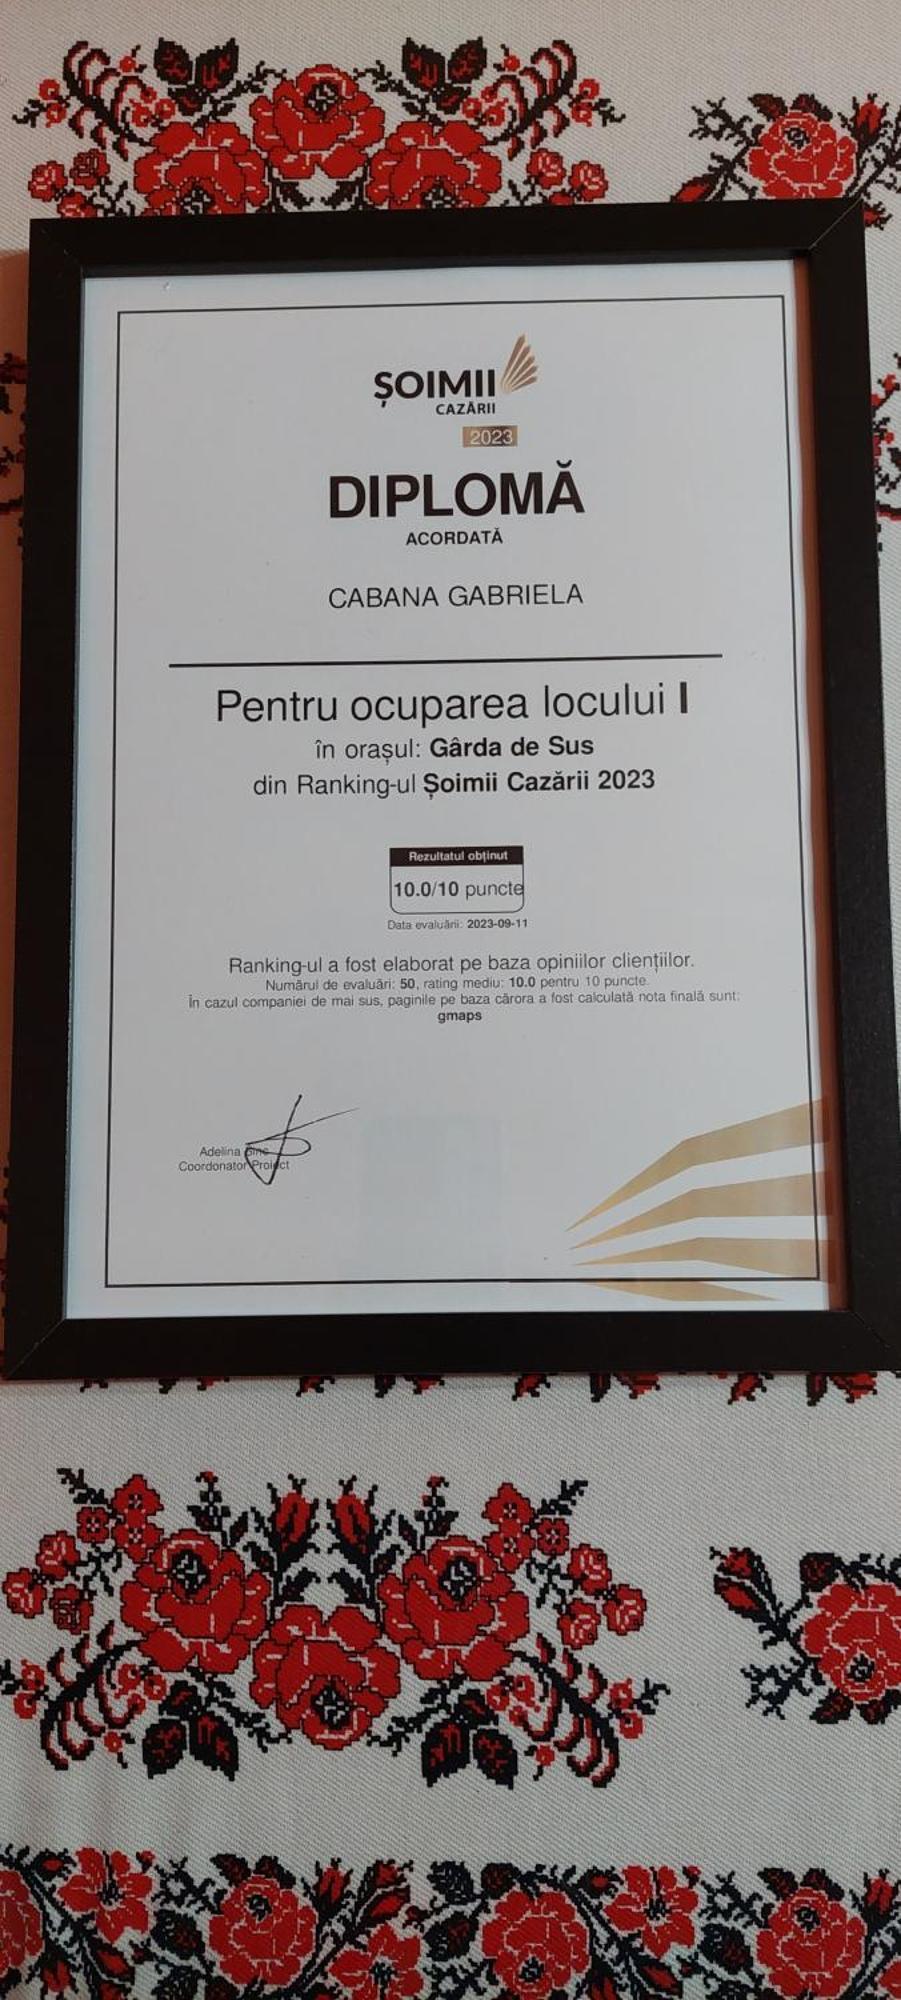 ȘOIMII
CAZĂRII
2023
DIPLOMĂ
ACORDATĂ
CABANA GABRIELA
Pentru ocuparea locului I
în orașul: Gârda de Sus
din Ranking-ul Șoimii Cazării 2023
Rezultatul obținut
10.0/10 puncte
Data evaluării: 2023-09-11
Ranking-ul a fost elaborat pe baza opiniilor clienților.
Numărul de evaluări: 50, rating mediu: 10.0 pentru 10 puncte.
În cazul companiei de mai sus, paginile pe baza cărora a fost calculată nota finală sunt:
gmaps
Adelina
Coordonator Proiect